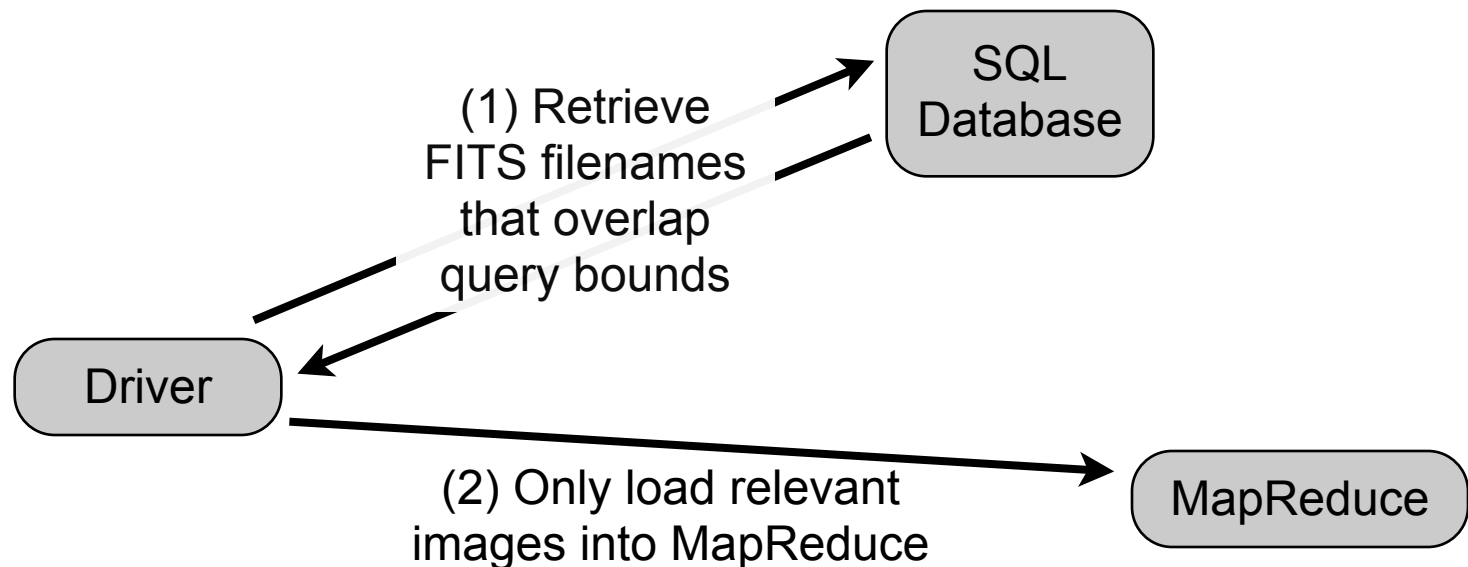 SQL
Database
(1) Retrieve
FITS filenames
that overlap
query bounds
Driver
(2) Only load relevant
images into MapReduce
MapReduce